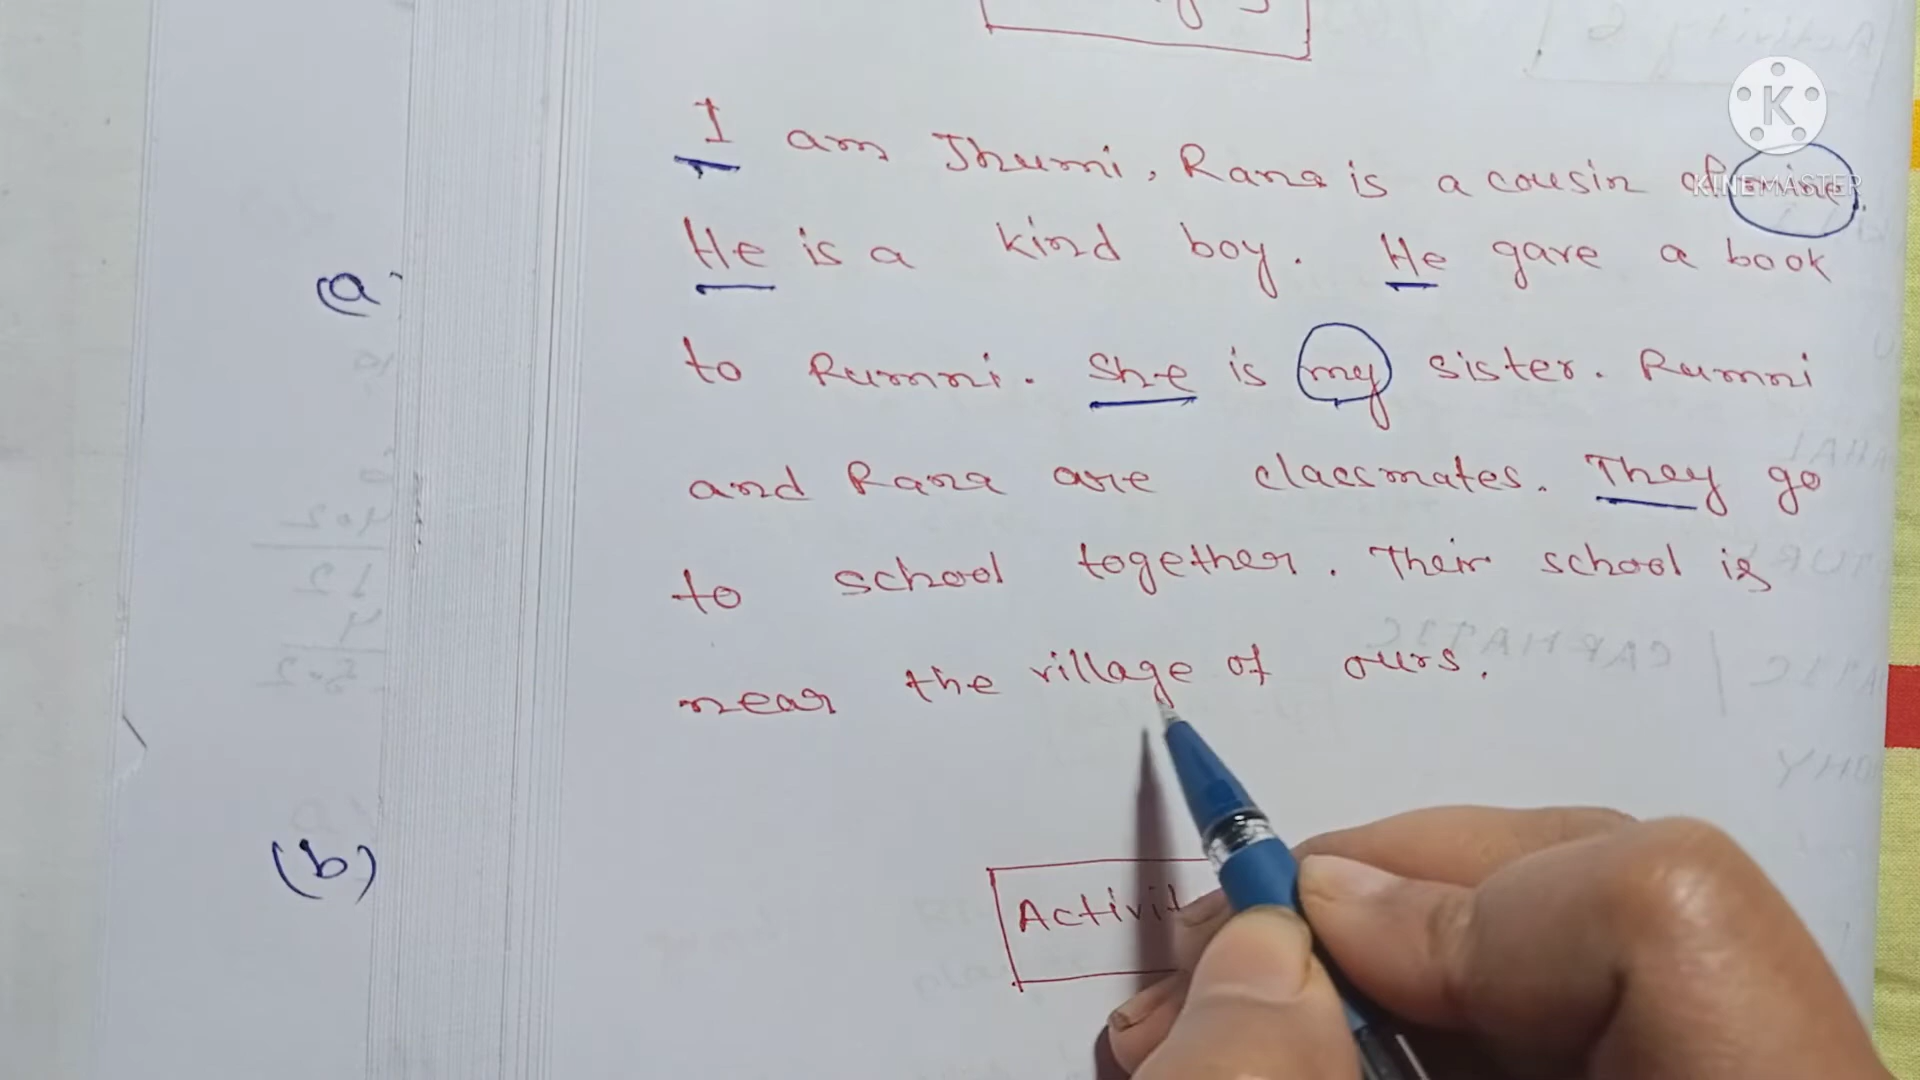 I am Jhumi, Rana is a cousin of mine.
He is a kind boy. He gave a book
to Rumni. She is my sister. Rumni
and Rana are classmates. They go
to school together. Their school is
near the village of ours.
(a
(b)
Activit
K
KINEMASTER